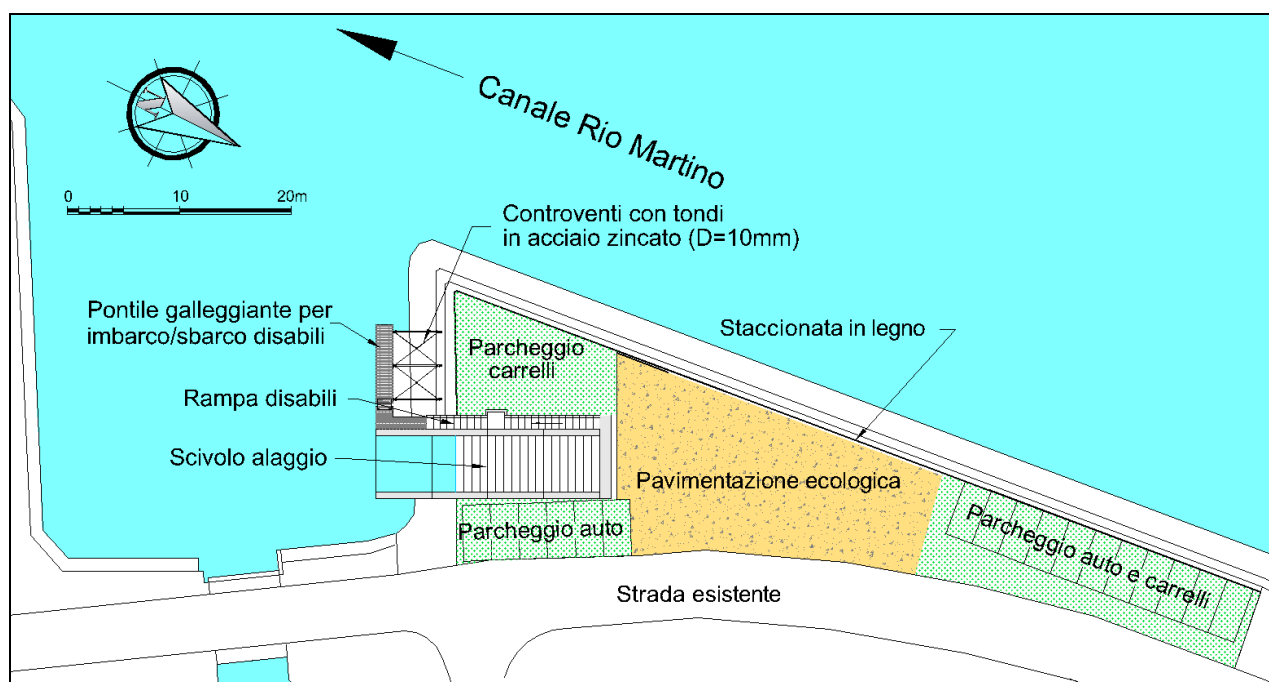 Canale Rio Martino
N
0 10 20m
Controventi con tondi
in acciaio zincato (D=10mm)
Pontile galleggiante per
imbarco/sbarco disabili
Staccionata in legno
Parcheggio
carrelli
Rampa disabili
Scivolo alaggio
Pavimentazione ecologica
Parcheggio auto
Parcheggio auto e carrelli
Strada esistente